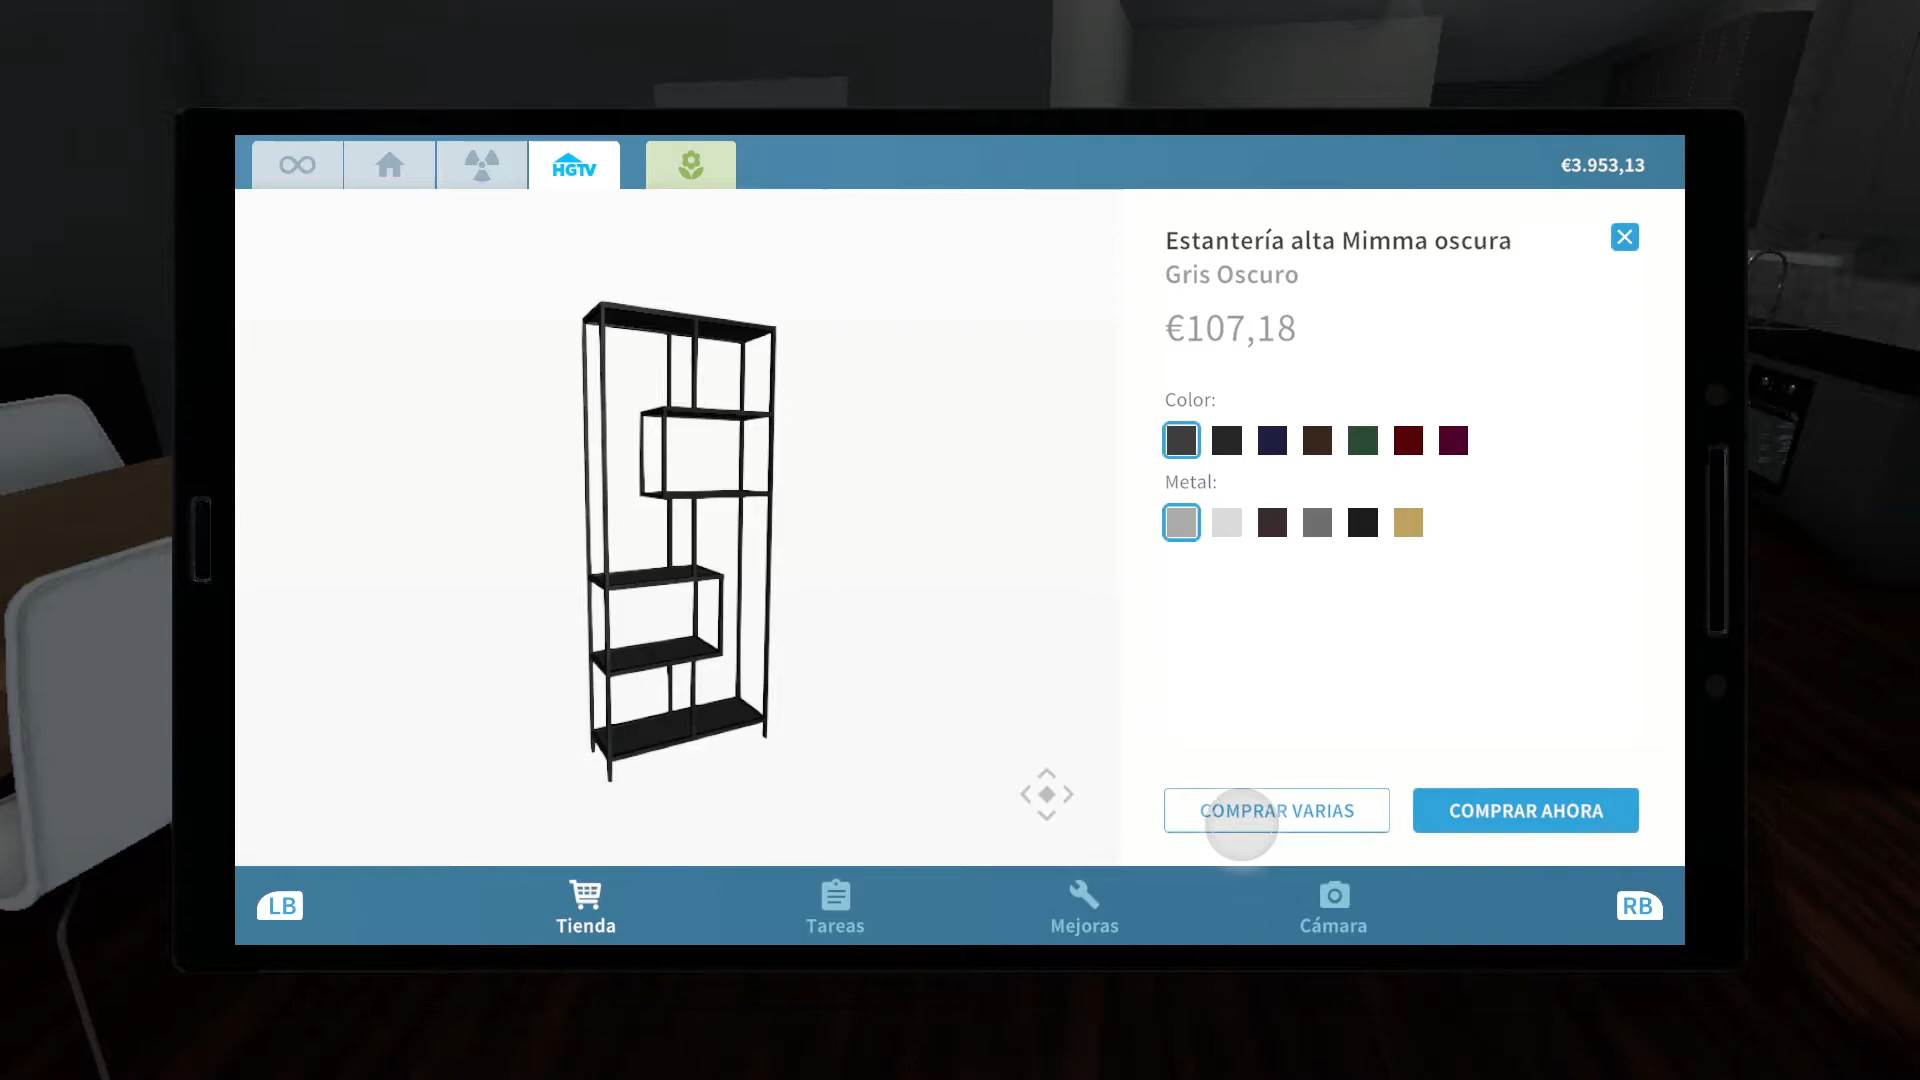 HGTV
€3.953,13
Estantería alta Mimma oscura
Gris Oscuro
€107,18
Color:
Metal:
COMPRAR VARIAS
COMPRAR AHORA
LB
Tienda
Tareas
Mejoras
Cámara
RB